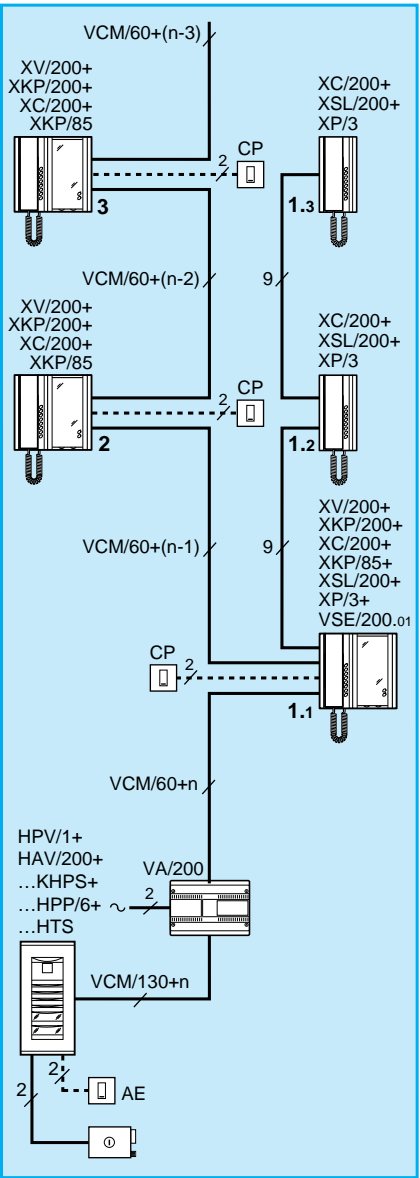 VCM/60+(n-3)
XV/200+
XKP/200+
XC/200+
XKP/85
XC/200+
XSL/200+
XP/3
CP
2
3
1.3
VCM/60+(n-2)
9
XV/200+
XKP/200+
XC/200+
XKP/85
XC/200+
XSL/200+
XP/3
CP
2
2
1.2
VCM/60+(n-1)
9
XV/200+
XKP/200+
XC/200+
XKP/85+
XSL/200+
XP/3+
VSE/200.01
CP
2
1.1
VCM/60+n
HPV/1+
HAV/200+
...KHPS+
...HPP/6+
...HTS
VA/200
~
2
VCM/130+n
2
2
AE